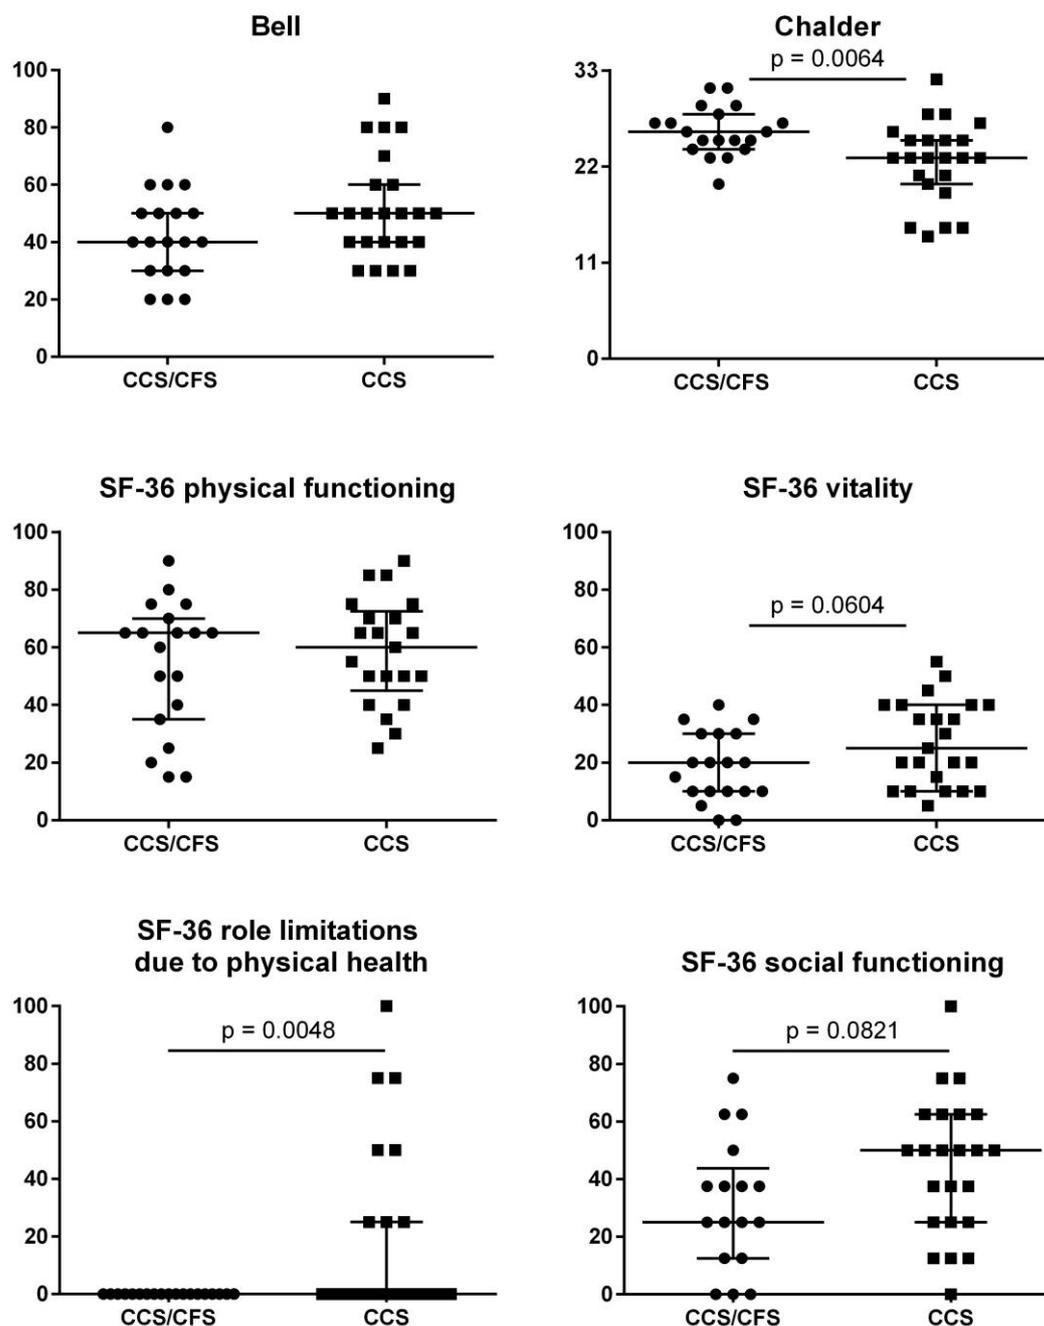 Bell
100
80
60
40
20
0
CCS/CFS CCS
Chalder
p = 0.0064
33
22
11
0
CCS/CFS CCS
SF-36 physical functioning
100
80
60
40
20
0
CCS/CFS CCS
SF-36 vitality
100
p = 0.0604
80
60
40
20
0
CCS/CFS CCS
SF-36 role limitations
due to physical health
100
p = 0.0048
80
60
40
20
0
CCS/CFS CCS
SF-36 social functioning
100
p = 0.0821
80
60
40
20
0
CCS/CFS CCS